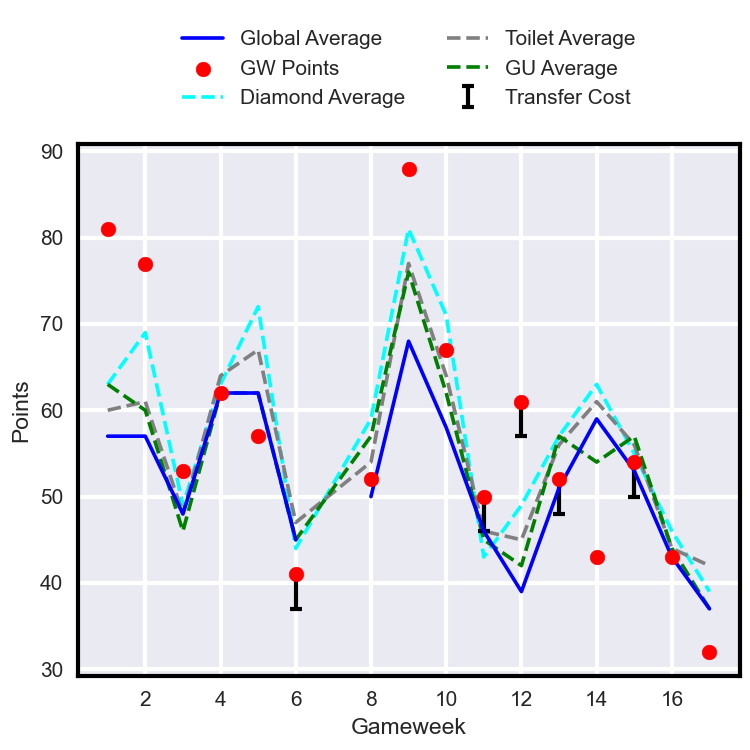 Global Average
GW Points
Diamond Average
Toilet Average
GU Average
Transfer Cost
90
80
70
60
50
40
30
Points
2 4 6 8 10 12 14 16
Gameweek